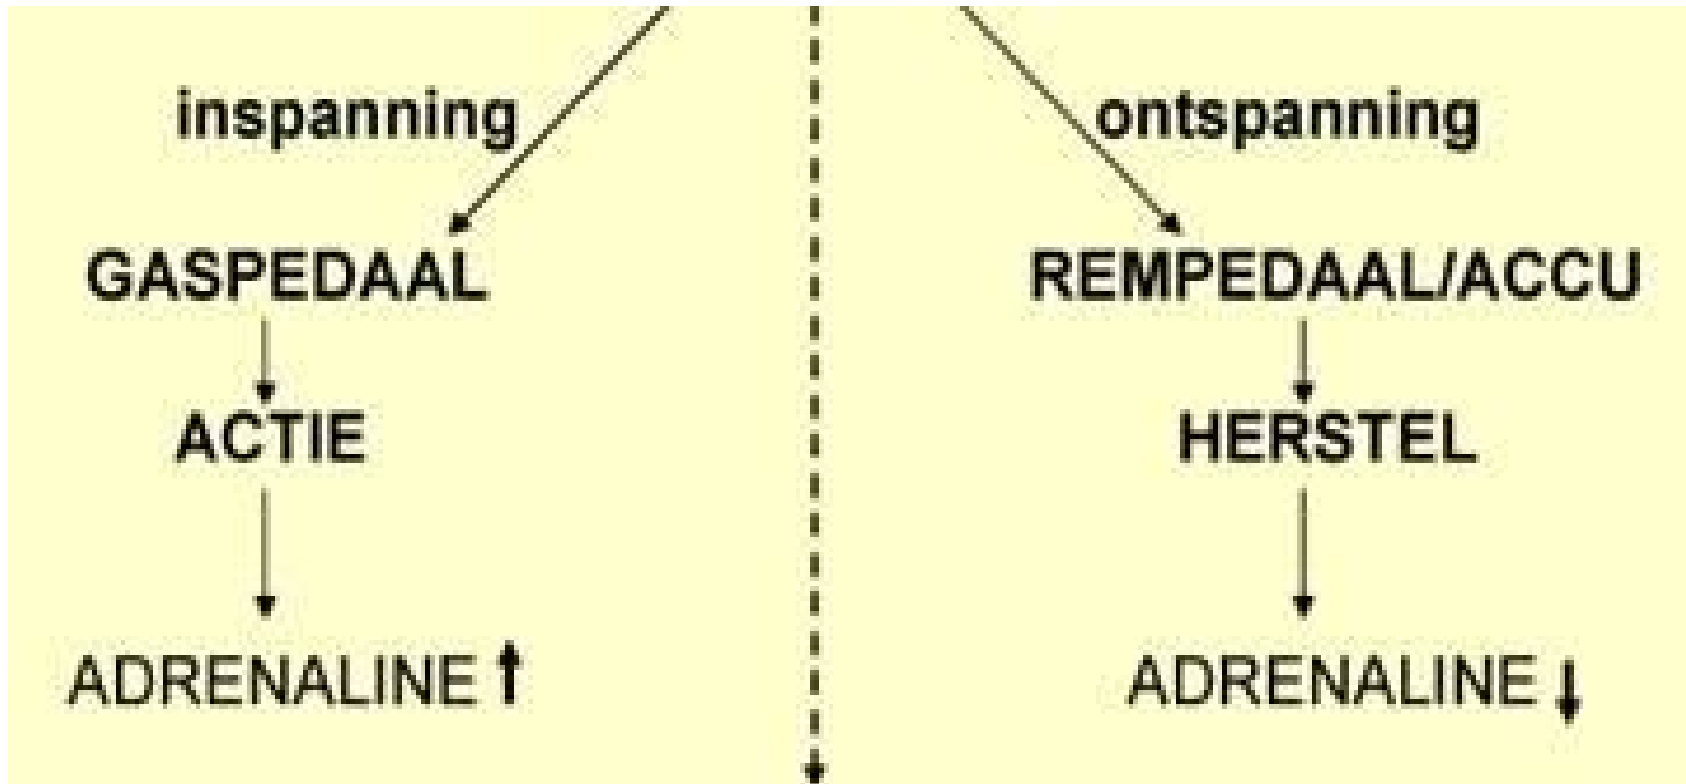 inspanning
ontspanning
GASPEDAAL
REMPEDAAL/ACCU
ACTIE
HERSTEL
ADRENALINE ⬆
ADRENALINE ⬇